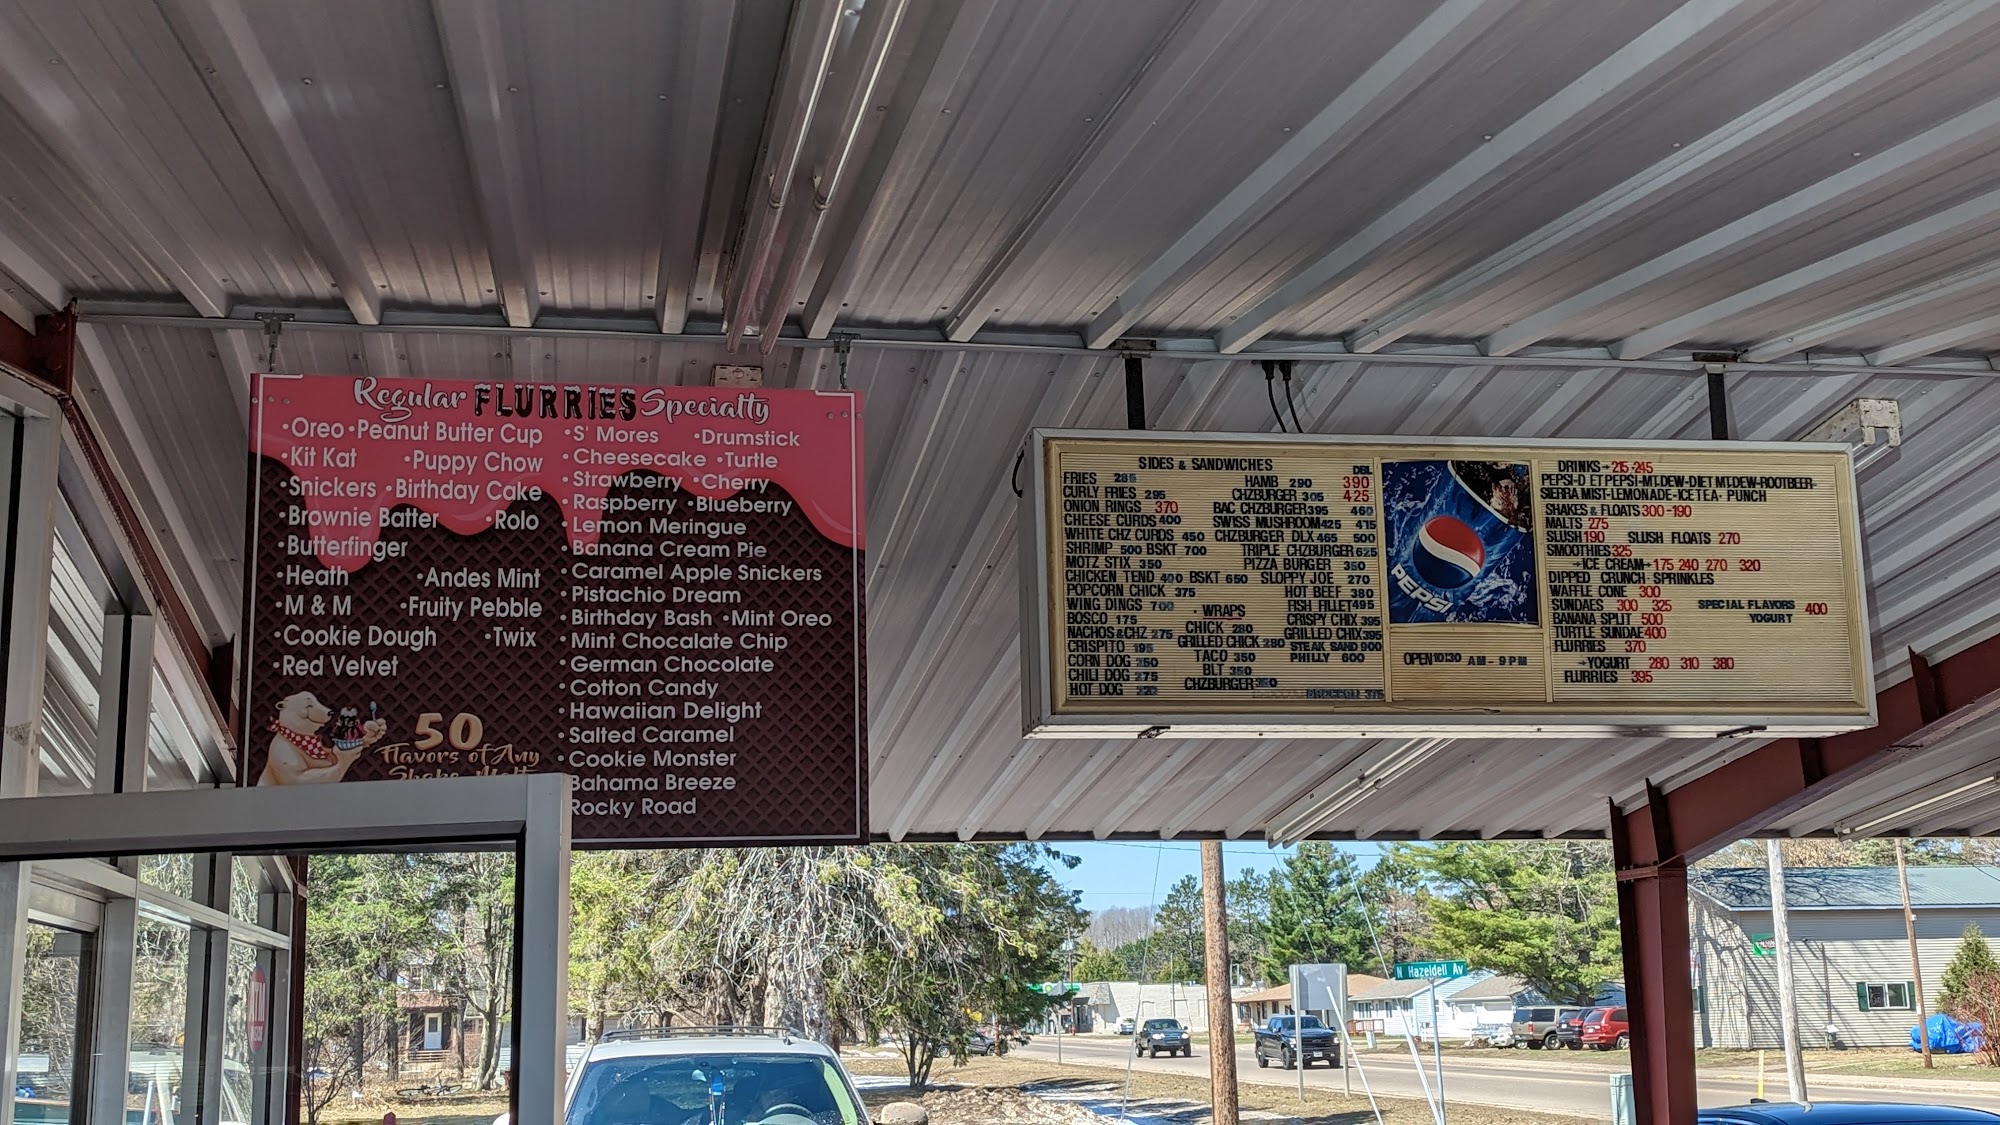 Regular FLURRIES Specialty
•Oreo •Peanut Butter Cup
•Kit Kat •Puppy Chow
•Snickers •Birthday Cake
•Brownie Batter •Rolo
•Butterfinger
•Heath •Andes Mint
•M & M •Fruity Pebble
•Cookie Dough •Twix
•Red Velvet
50
Flavors of Any
•S' Mores •Drumstick
•Cheesecake •Turtle
•Strawberry •Cherry
•Raspberry •Blueberry
•Lemon Meringue
•Banana Cream Pie
•Caramel Apple Snickers
•Pistachio Dream
•Birthday Bash •Mint Oreo
•Mint Chocalate Chip
•German Chocolate
•Cotton Candy
•Hawaiian Delight
•Salted Caramel
•Cookie Monster
Bahama Breeze
Rocky Road
SIDES & SANDWICHES
FRIES 285
CURLY FRIES 295
ONION RINGS 370
CHEESE CURDS 400
WHITE CHZ CURDS 450
SHRIMP 500 BSKT 700
MOTZ STIX 350
CHICKEN TEND 400 BSKT 650
POPCORN CHICK 375
WING DINGS 700
BOSCO 175
NACHOS & CHZ 275
CRISPITO 195
CORN DOG 250
CHILI DOG 275
HOT DOG
DBL
HAMB 290 390
CHZBURGER 305 425
BAC CHZBURGER 395 460
SWISS MUSHROOM 425 475
CHZBURGER DLX 465 500
TRIPLE CHZBURGER 625
PIZZA BURGER 350
SLOPPY JOE 270
HOT BEEF 380
FISH FILLET 495
CRISPY CHIX 395
GRILLED CHIX 395
STEAK SAND 900
PHILLY 600
BROCCOLI 375
• WRAPS
CHICK 280
GRILLED CHICK 280
TACO 350
BLT 350
CHZBURGER 350
PEPSI
OPEN 10:30 AM - 9 PM
DRINKS - 215 -245
PEPSI-D ET PEPSI-MT.DEW-DIET MT.DEW-ROOTBEER-
SIERRA MIST-LEMONADE-ICETEA- PUNCH
SHAKES & FLOATS 300 -190
MALTS 275
SLUSH 190 SLUSH FLOATS 270
SMOOTHIES 325
-ICE CREAM- 175 240 270 320
DIPPED CRUNCH SPRINKLES
WAFFLE CONE 300
SUNDAES 300 325
BANANA SPLIT 500
TURTLE SUNDAE 400
FLURRIES 370
-YOGURT 280 310 380
FLURRIES 395
SPECIAL FLAVORS 400
YOGURT
N Hazeldell Av
ATM